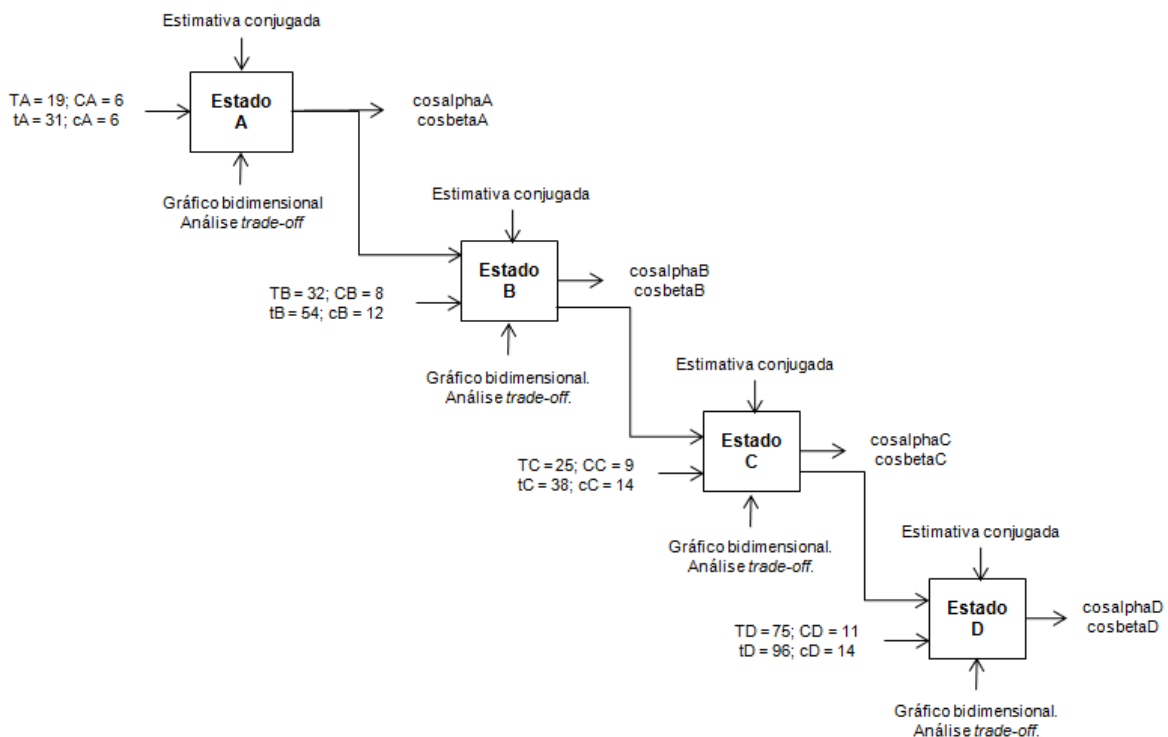 Estimativa conjugada
TA = 19; CA = 6
tA = 31; cA = 6
Estado
A
cosalphaA
cosbetaA
Gráfico bidimensional
Análise trade-off
Estimativa conjugada
TB = 32; CB = 8
tB = 54; cB = 12
Estado
B
cosalphaB
cosbetaB
Gráfico bidimensional.
Análise trade-off.
Estimativa conjugada
TC = 25; CC = 9
tC = 38; cC = 14
Estado
C
cosalphaC
cosbetaC
Gráfico bidimensional.
Análise trade-off.
Estimativa conjugada
TD = 75; CD = 11
tD = 96; cD = 14
Estado
D
cosalphaD
cosbetaD
Gráfico bidimensional.
Análise trade-off.